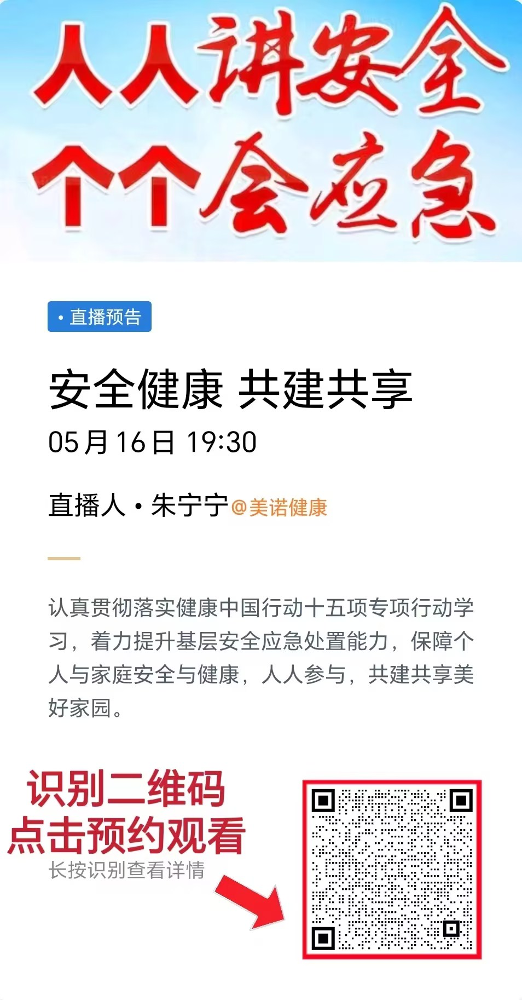 人人讲安全
个个会应急
• 直播预告
安全健康 共建共享
05月16日 19:30
直播人•朱宁宁@美诺健康
认真贯彻落实健康中国行动十五项专项行动学
习，着力提升基层安全应急处置能力，保障个
人与家庭安全与健康，人人参与，共建共享美
好家园。
识别二维码
点击预约观看
长按识别查看详情